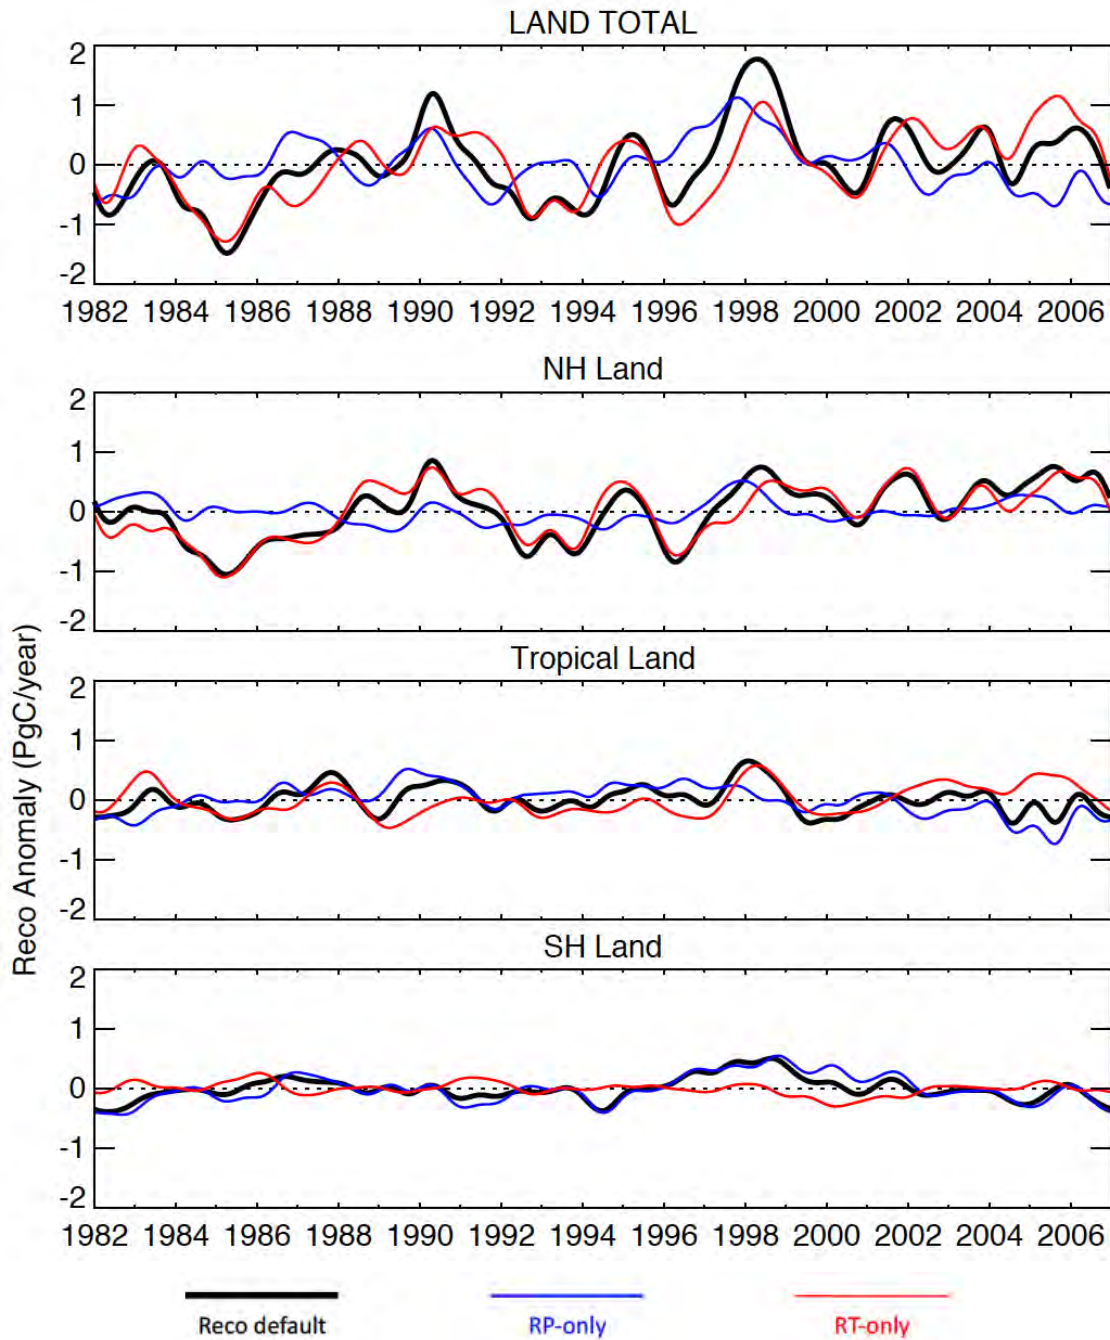 LAND TOTAL
2
1
0
-1
-2
1982 1984 1986 1988 1990 1992 1994 1996 1998 2000 2002 2004 2006
NH Land
2
1
0
-1
-2
Reco Anomaly (PgC/year)
Tropical Land
2
1
0
-1
-2
SH Land
2
1
0
-1
-2
1982 1984 1986 1988 1990 1992 1994 1996 1998 2000 2002 2004 2006
Reco default RP-only RT-only